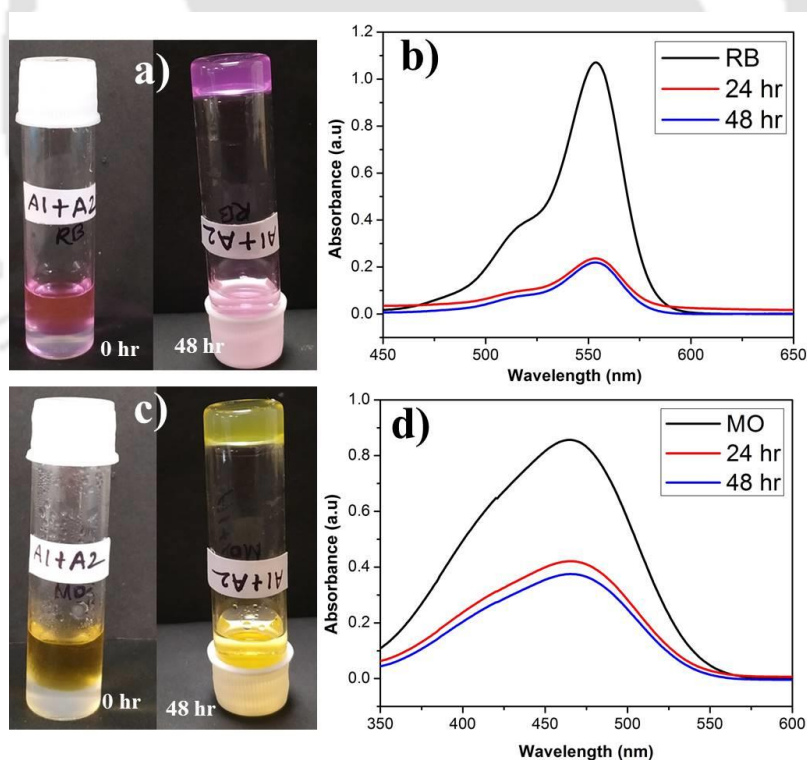 a)
A1+A2
RB
0 hr
A1+A2
RB
48 hr
b)
RB
24 hr
48 hr
Absorbance (a.u)
1.2
1.0
0.8
0.6
0.4
0.2
0.0
450 500 550 600 650
Wavelength (nm)
c)
A1+A2
MO
0 hr
A1+A2
MO
48 hr
d)
MO
24 hr
48 hr
Absorbance (a.u)
1.0
0.8
0.6
0.4
0.2
0.0
350 400 450 500 550 600
Wavelength (nm)